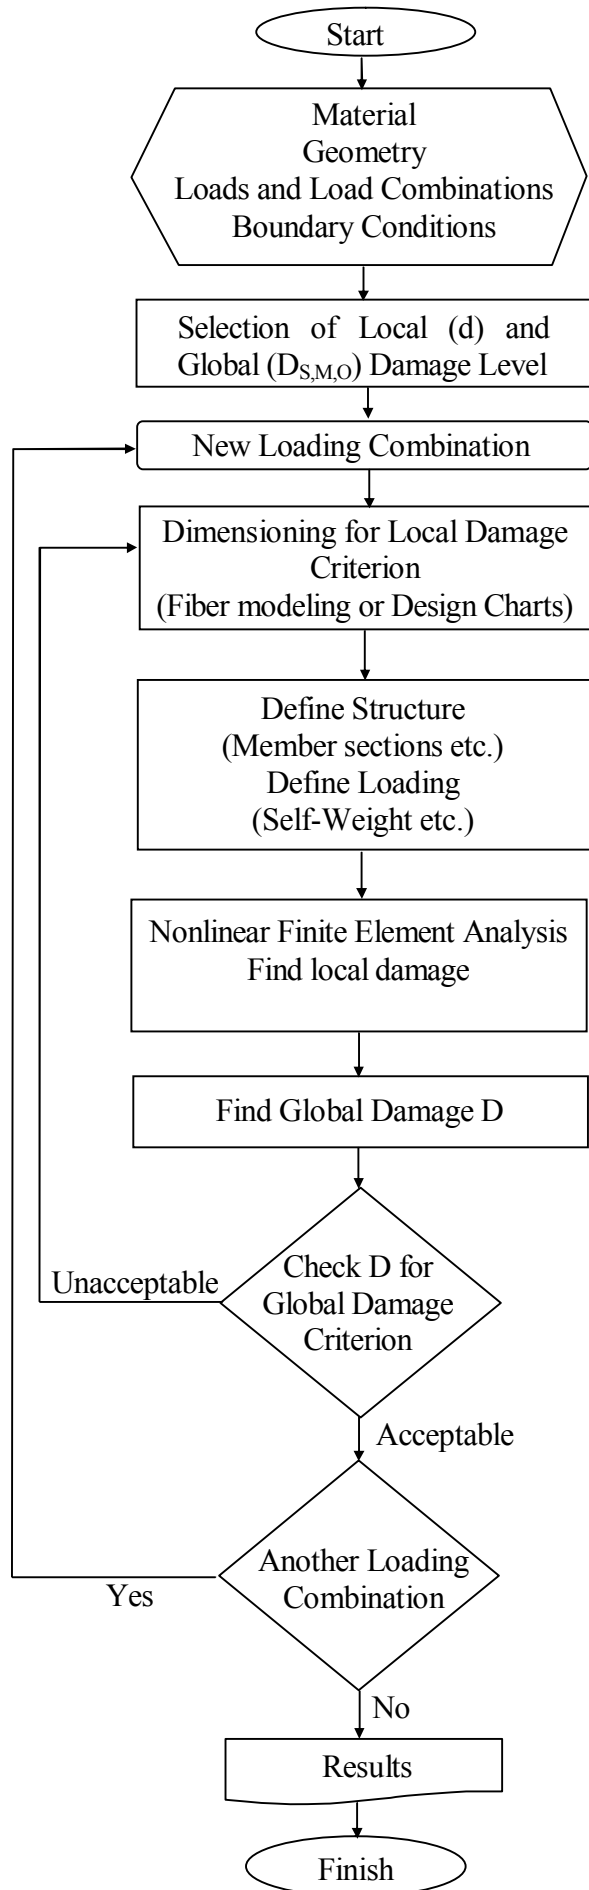 Start
Material
Geometry
Loads and Load Combinations
Boundary Conditions
Selection of Local (d) and
Global (D_{S,M,O}) Damage Level
New Loading Combination
Dimensioning for Local Damage
Criterion
(Fiber modeling or Design Charts)
Define Structure
(Member sections etc.)
Define Loading
(Self-Weight etc.)
Nonlinear Finite Element Analysis
Find local damage
Find Global Damage D
Unacceptable
Check D for
Global Damage
Criterion
Acceptable
Another Loading
Combination
Yes
No
Results
Finish